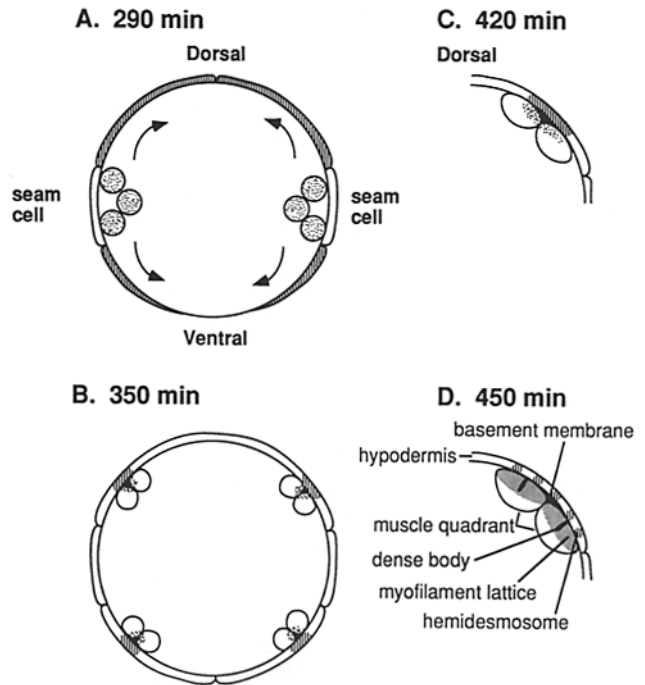 A. 290 min
Dorsal
seam
cell
seam
cell
Ventral
B. 350 min
C. 420 min
Dorsal
D. 450 min
basement membrane
hypodermis
muscle quadrant
dense body
myofilament lattice
hemidesmosome